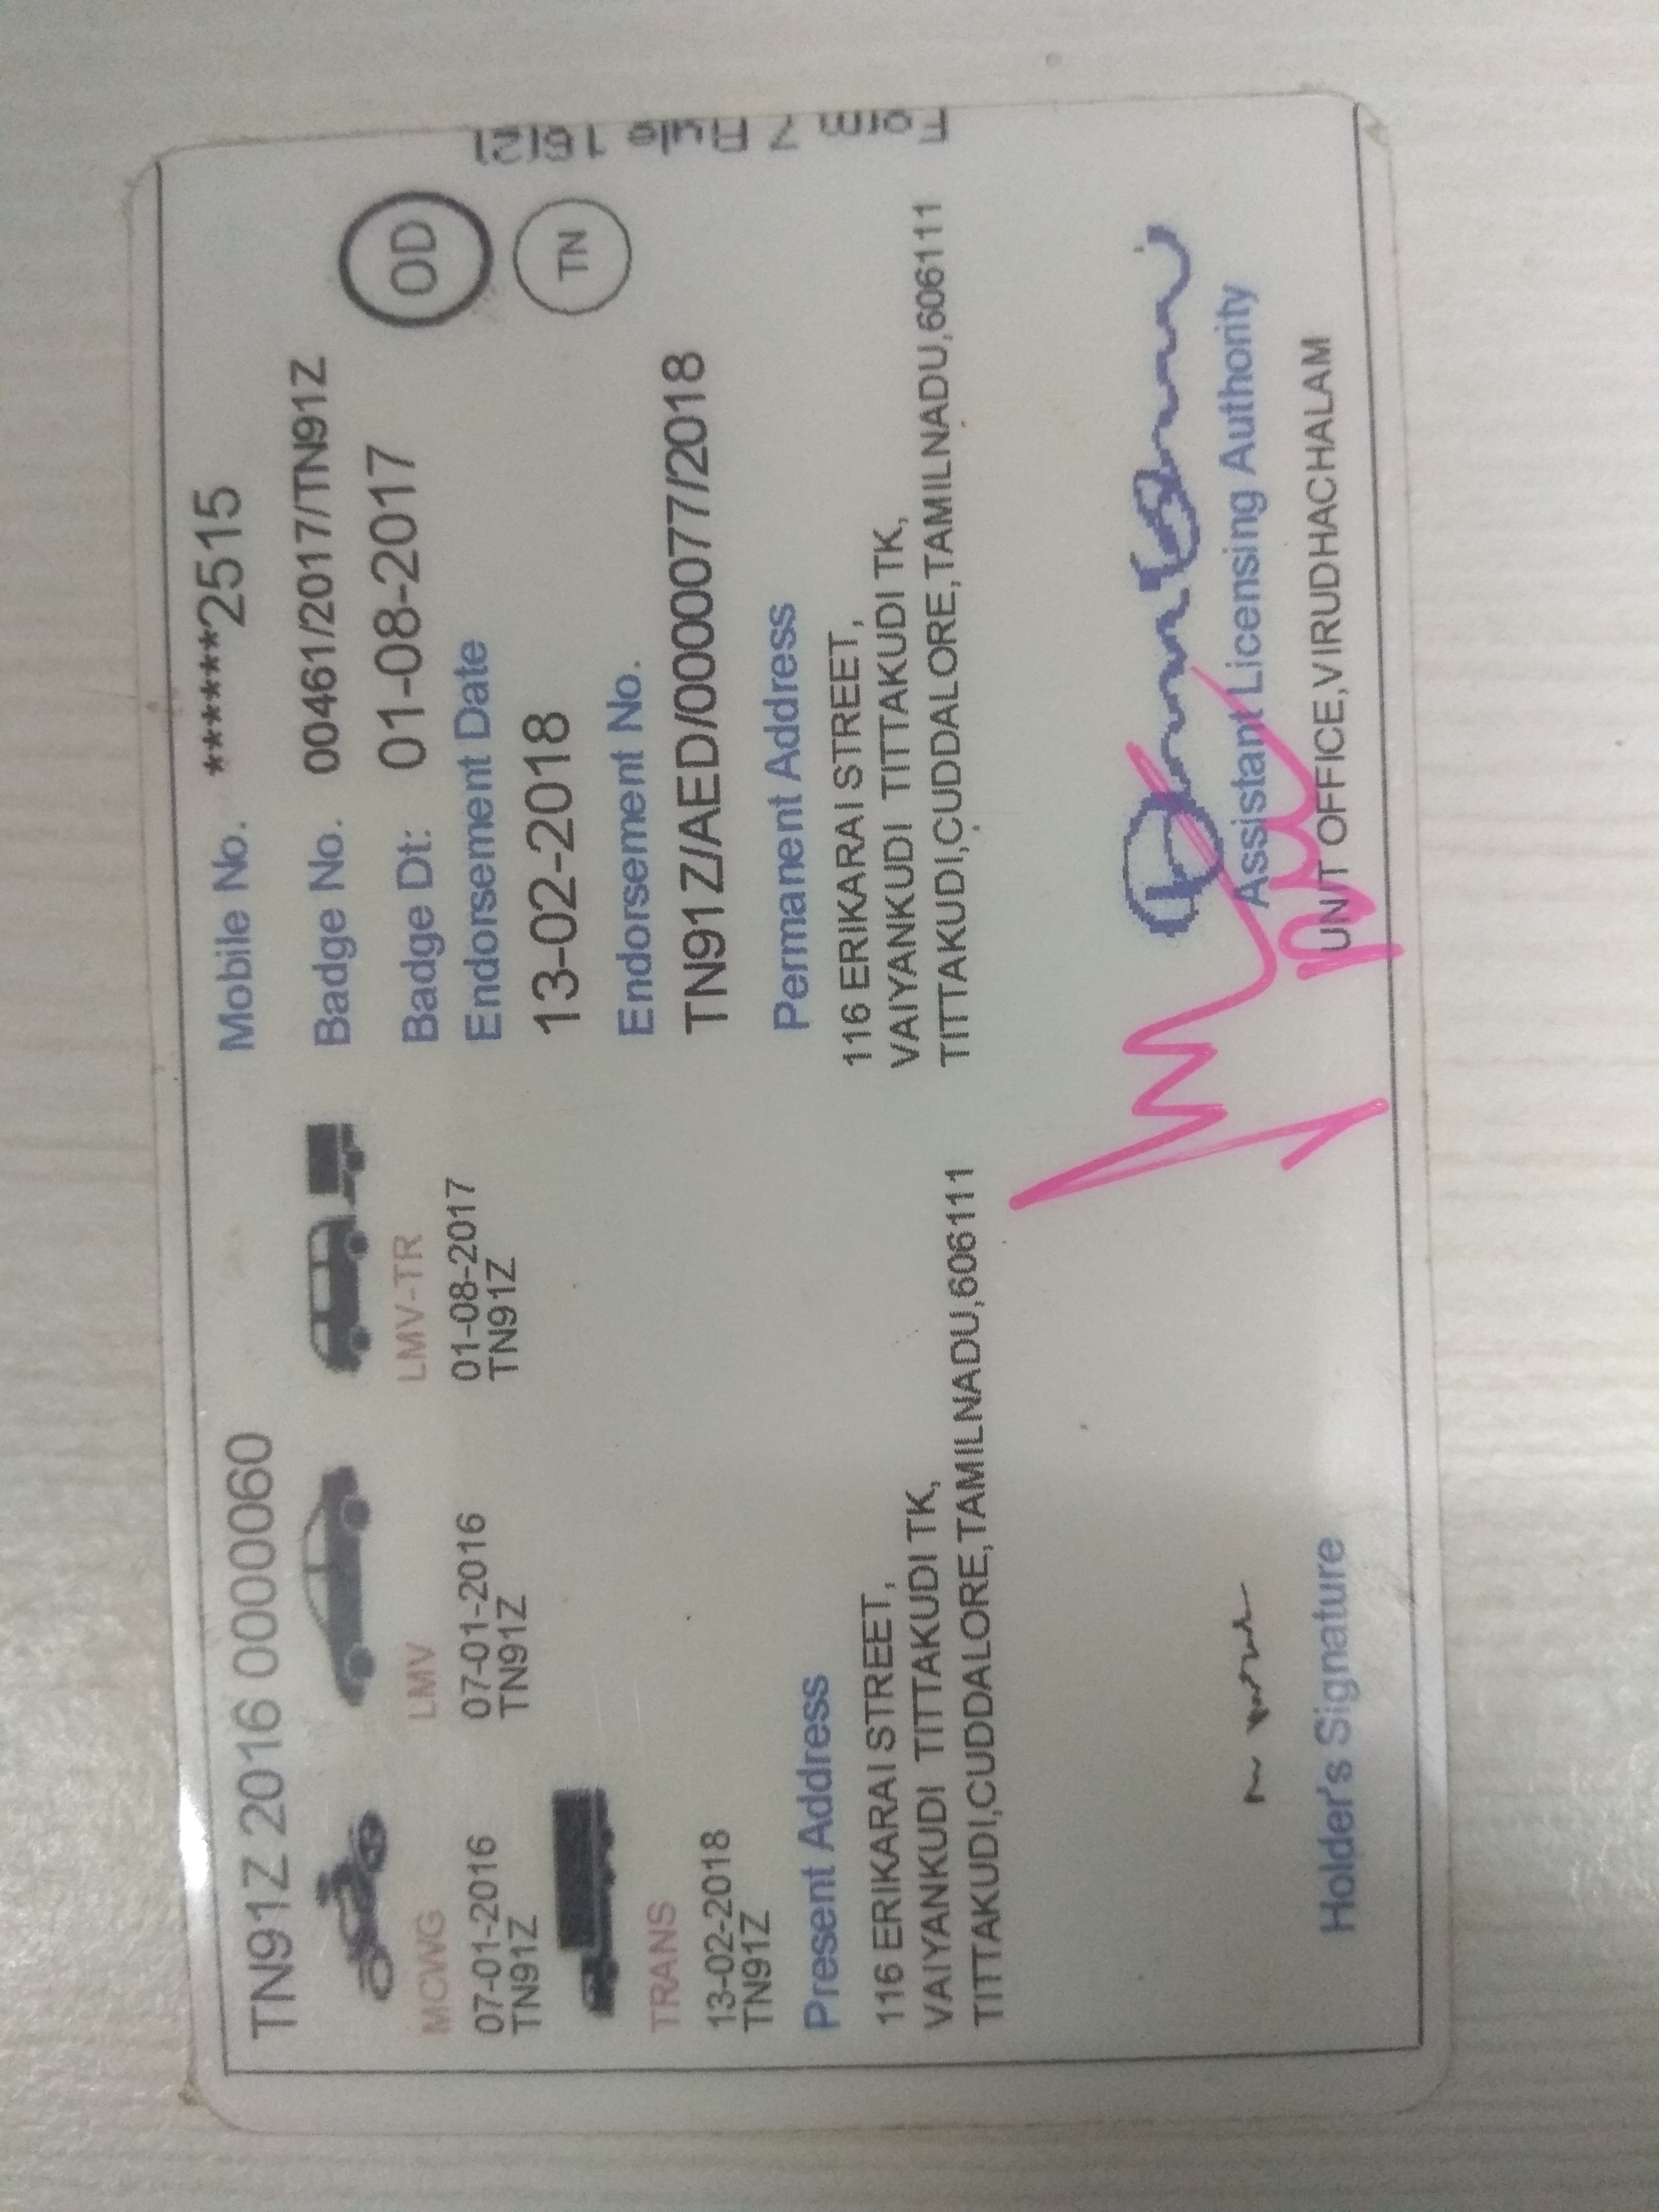 TN91Z 2016 0000060
Mobile No. ******2515
Badge No. 00461/2017/TN91Z
Badge Dt: 01-08-2017
OD
TN
Form 7 Rule 16(2)
MCWG
07-01-2016
TN91Z
LMV
07-01-2016
TN91Z
LMV-TR
01-08-2017
TN91Z
TRANS
13-02-2018
TN91Z
Endorsement Date
13-02-2018
Endorsement No.
TN91Z/AED/0000077/2018
Present Address
116 ERIKARAI STREET,
VAIYANKUDI TITTAKUDI TK,
TITTAKUDI,CUDDALORE,TAMILNADU,606111
Permanent Address
116 ERIKARAI STREET,
VAIYANKUDI TITTAKUDI TK,
TITTAKUDI,CUDDALORE,TAMILNADU,606111
Holder's Signature
Assistant Licensing Authority
UNIT OFFICE,VIRUDHACHALAM